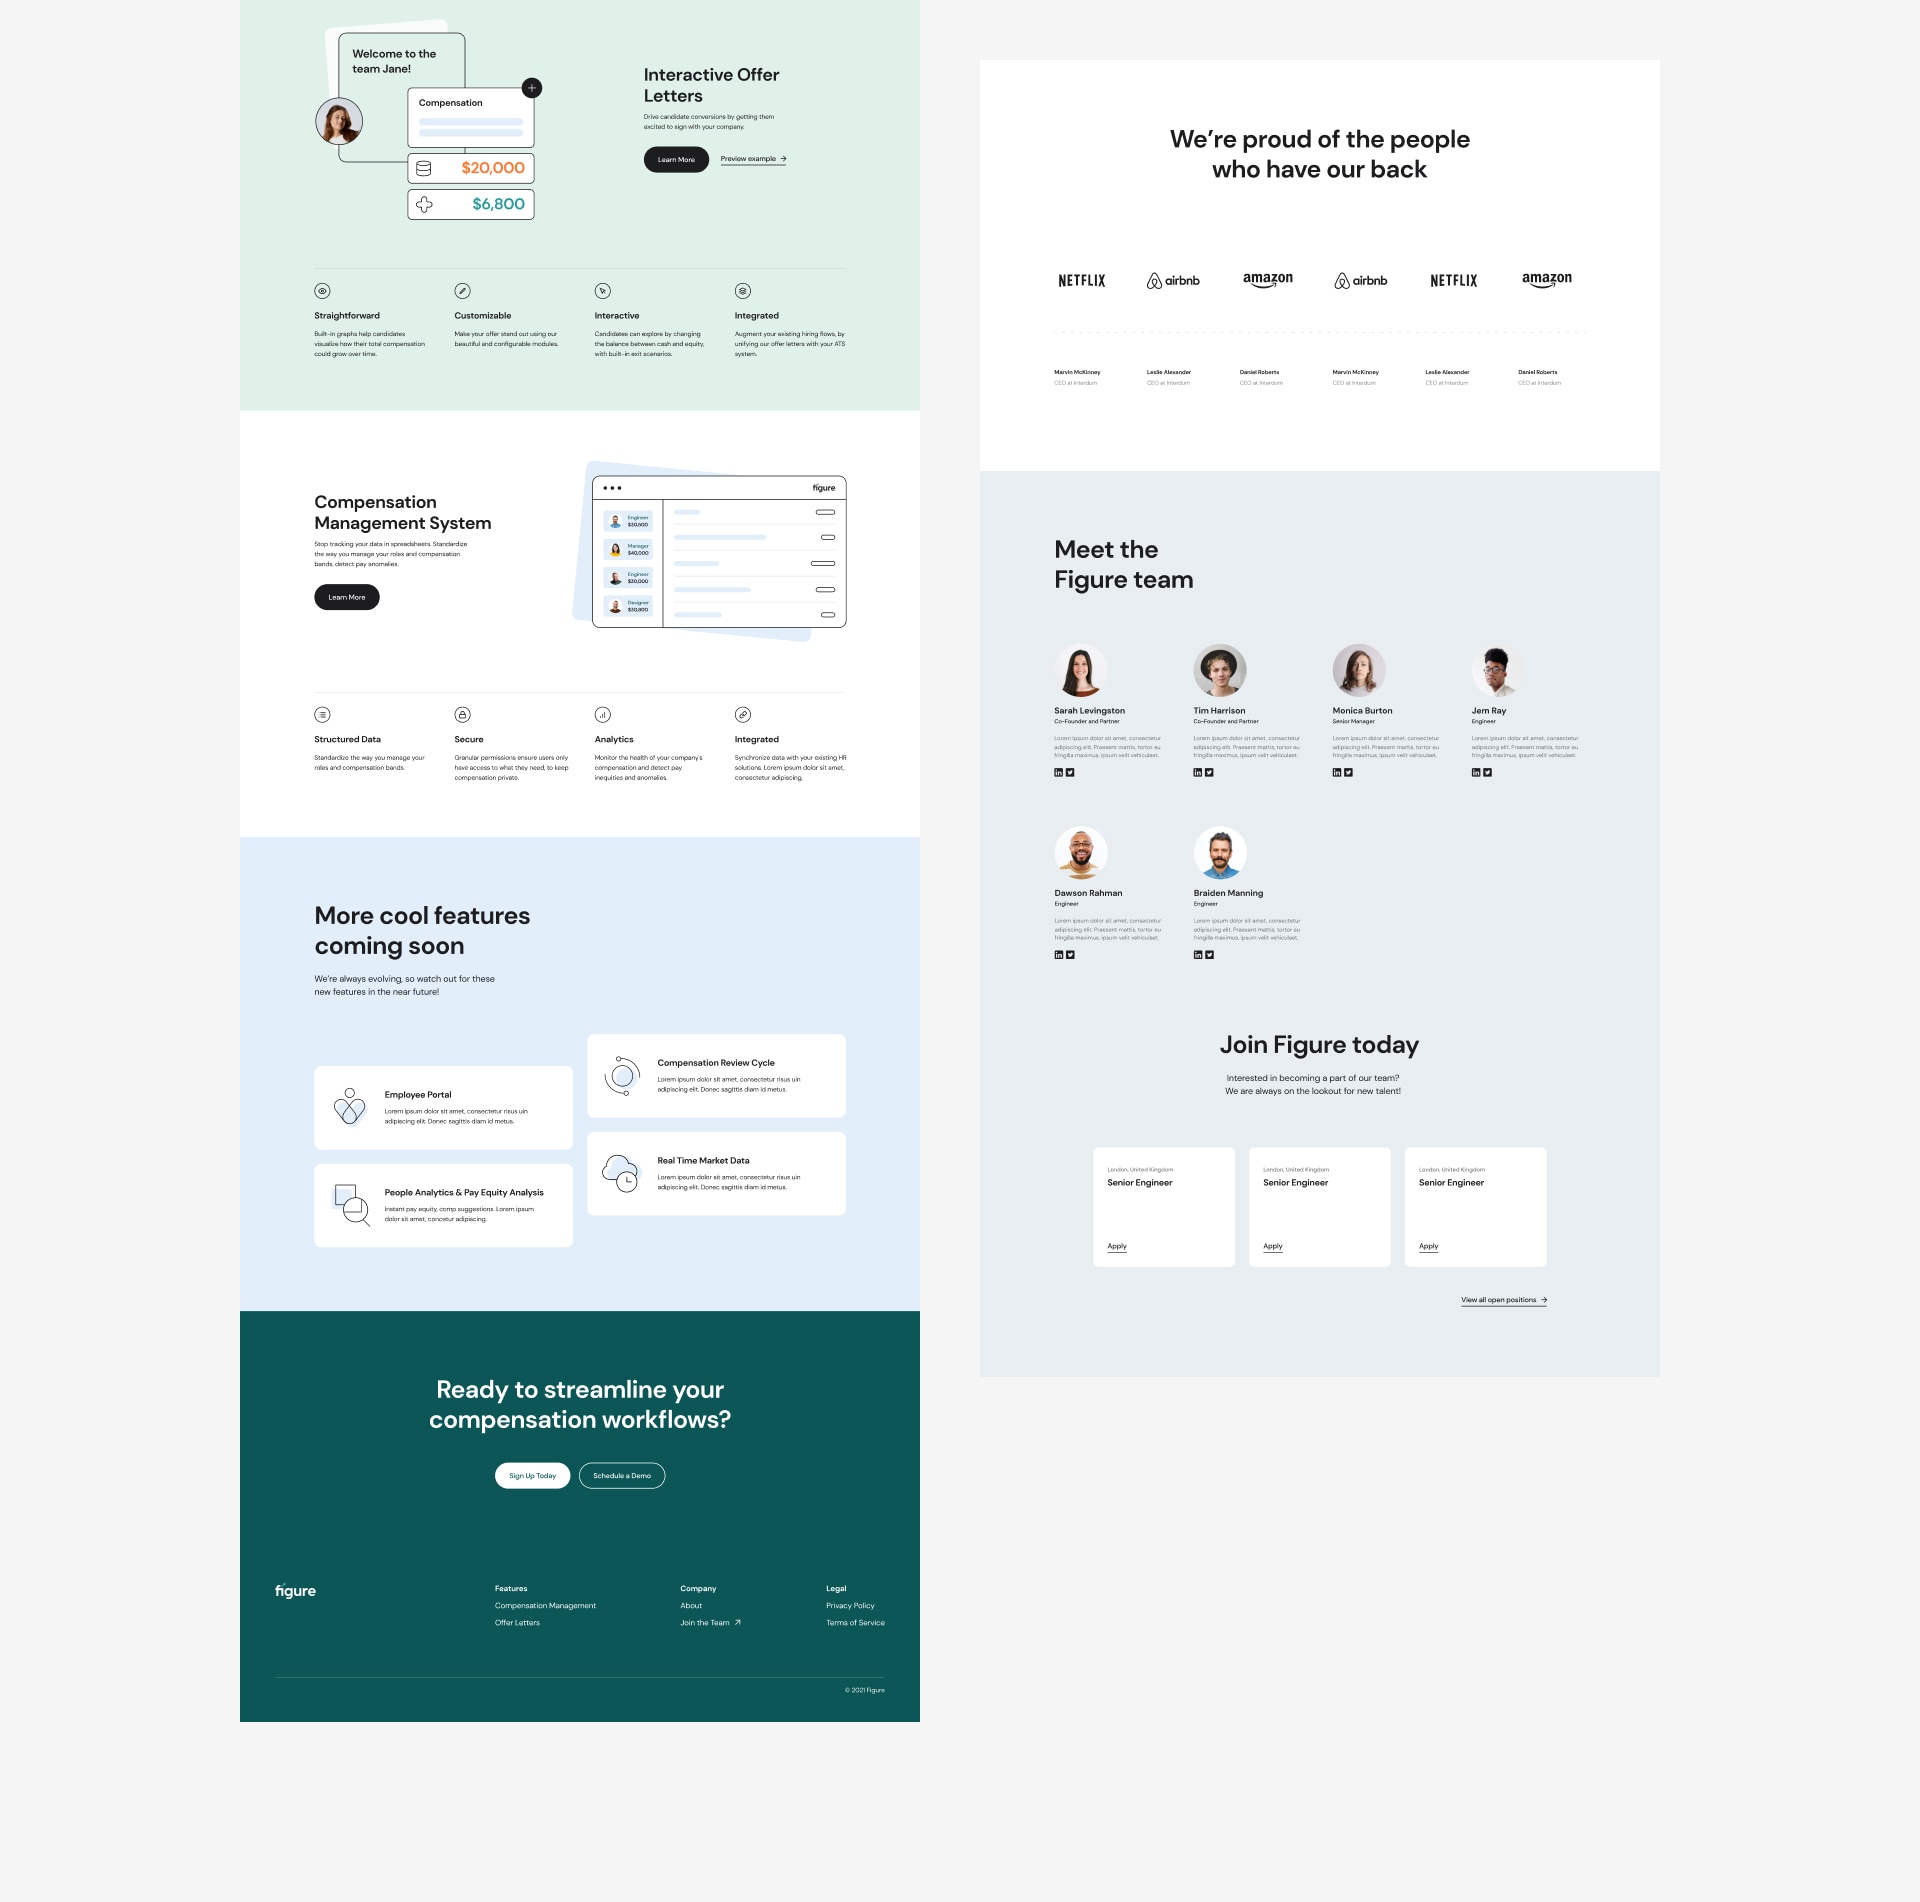 Welcome to the
team Jane!
Compensation
$20,000
$6,800
Interactive Offer
Letters
Drive candidate conversions by getting them
excited to sign with your company.
Learn More
Preview example
Straightforward
Built-in graphs help candidates
visualize how their total compensation
could grow over time.
Customizable
Make your offer stand out using our
beautiful and configurable modules.
Interactive
Candidates can explore by changing
the balance between cash and equity,
with built-in exit scenarios.
Integrated
Augment your existing hiring flows, by
unifying our offer letters with your ATS
system.
Compensation
Management System
Stop tracking your data in spreadsheets. Standardize
the way you manage your roles and compensation
bands, detect pay anomalies.
Learn More
figure
Engineer
$30,500
Manager
$40,000
Engineer
$30,000
Designer
$30,800
Structured Data
Standardize the way you manage your
roles and compensation bands.
Secure
Granular permissions ensure users only
have access to what they need, to keep
compensation private.
Analytics
Monitor the health of your company's
compensation and detect pay
inequities and anomalies.
Integrated
Synchronize data with your existing HR
solutions. Lorem ipsum dolor sit amet,
consectetur adipiscing.
More cool features
coming soon
We're always evolving, so watch out for these
new features in the near future!
Employee Portal
Lorem ipsum dolor sit amet, consectetur risus uin
adipiscing elit. Donec sagittis diam id metus.
People Analytics & Pay Equity Analysis
Instant pay equity, comp suggestions. Lorem ipsum
dolor sit amet, concetur adipiscing.
Compensation Review Cycle
Lorem ipsum dolor sit amet, consectetur risus uin
adipiscing elit. Donec sagittis diam id metus.
Real Time Market Data
Lorem ipsum dolor sit amet, consectetur risus uin
adipiscing elit. Donec sagittis diam id metus.
Ready to streamline your
compensation workflows?
Sign Up Today
Schedule a Demo
figure
Features
Compensation Management
Offer Letters
Company
About
Join the Team
Legal
Privacy Policy
Terms of Service
© 2021 Figure
We’re proud of the people
who have our back
NETFLIX
airbnb
amazon
airbnb
NETFLIX
amazon
Marvin McKinney
CEO at Interdum
Leslie Alexander
CEO at Interdum
Daniel Roberts
CEO at Interdum
Marvin McKinney
CEO at Interdum
Leslie Alexander
CEO at Interdum
Daniel Roberts
CEO at Interdum
Meet the
Figure team
Sarah Levingston
Co-Founder and Partner
Lorem ipsum dolor sit amet, consectetur
adipiscing elit. Praesent mattis, tortor eu
fringilla maximus, ipsum velit vehiculaet.
Tim Harrison
Co-Founder and Partner
Lorem ipsum dolor sit amet, consectetur
adipiscing elit. Praesent mattis, tortor eu
fringilla maximus, ipsum velit vehiculaet.
Monica Burton
Senior Manager
Lorem ipsum dolor sit amet, consectetur
adipiscing elit. Praesent mattis, tortor eu
fringilla maximus, ipsum velit vehiculaet.
Jem Ray
Engineer
Lorem ipsum dolor sit amet, consectetur
adipiscing elit. Praesent mattis, tortor eu
fringilla maximus, ipsum velit vehiculaet.
Dawson Rahman
Engineer
Lorem ipsum dolor sit amet, consectetur
adipiscing elit. Praesent mattis, tortor eu
fringilla maximus, ipsum velit vehiculaet.
Braiden Manning
Engineer
Lorem ipsum dolor sit amet, consectetur
adipiscing elit. Praesent mattis, tortor eu
fringilla maximus, ipsum velit vehiculaet.
Join Figure today
Interested in becoming a part of our team?
We are always on the lookout for new talent!
London, United Kingdom
Senior Engineer
Apply
London, United Kingdom
Senior Engineer
Apply
London, United Kingdom
Senior Engineer
Apply
View all open positions